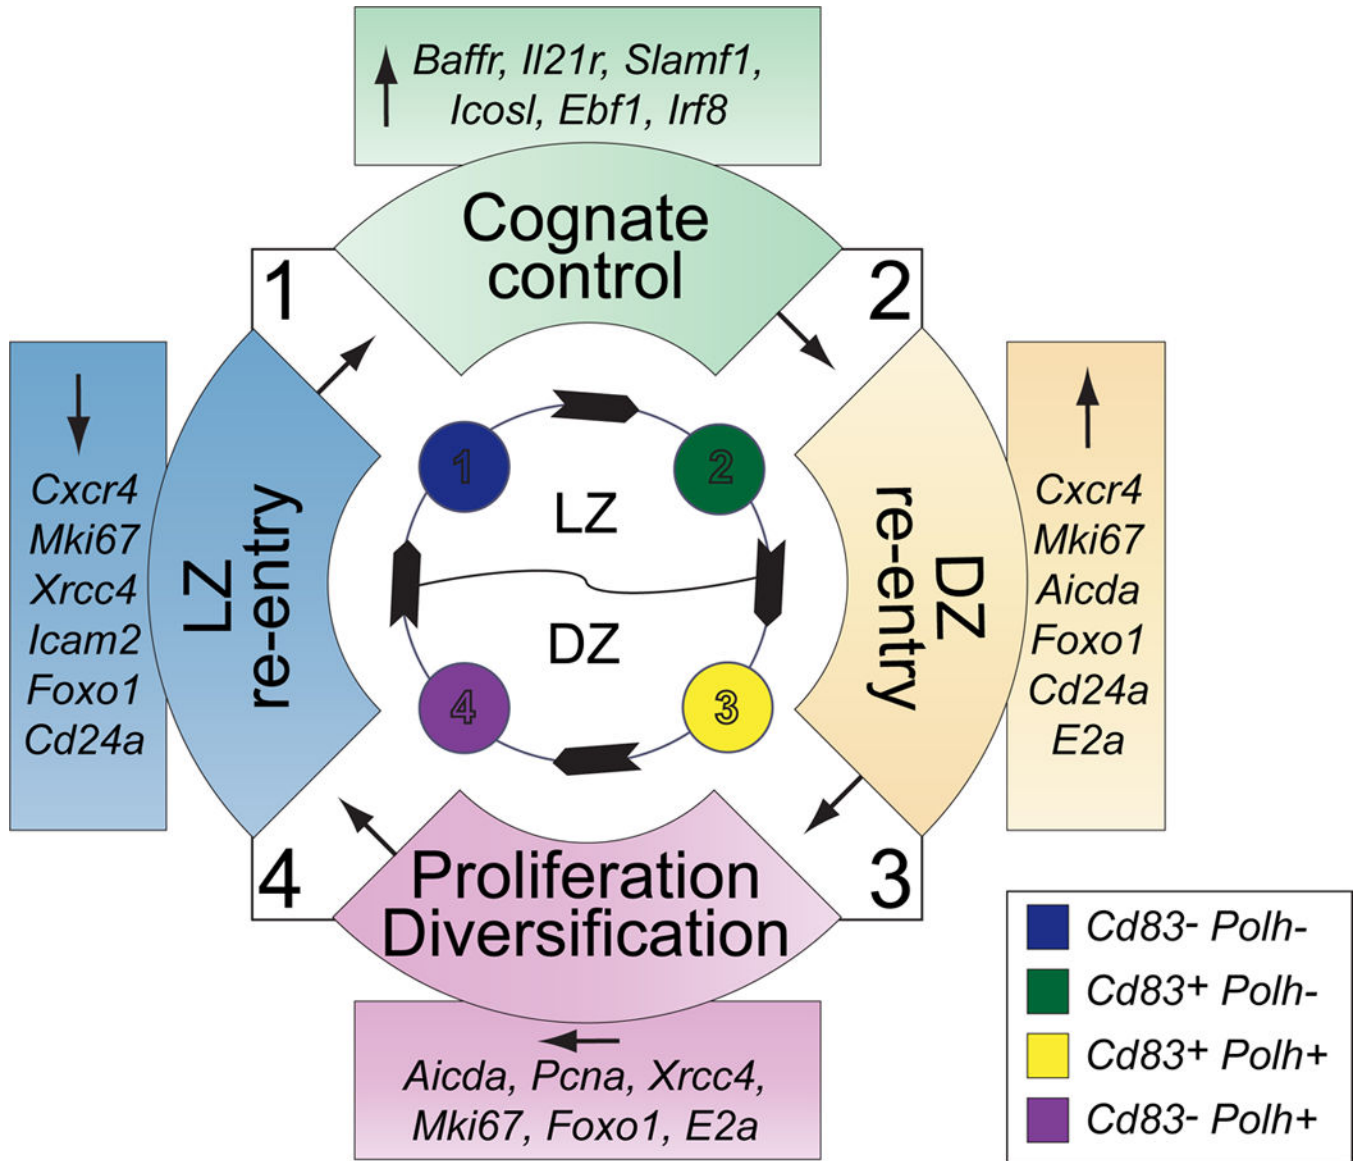 Baffr, Il21r, Slamf1,
Icosl, Ebf1, Irf8
Cognate
control
1
2
Cxcr4
Mki67
Xrcc4
Icam2
Foxo1
Cd24a
LZ
re-entry
1
2
LZ
DZ
4
3
DZ
re-entry
Cxcr4
Mki67
Aicda
Foxo1
Cd24a
E2a
4
3
Proliferation
Diversification
Aicda, Pcna, Xrcc4,
Mki67, Foxo1, E2a
Cd83- Polh-
Cd83+ Polh-
Cd83+ Polh+
Cd83- Polh+